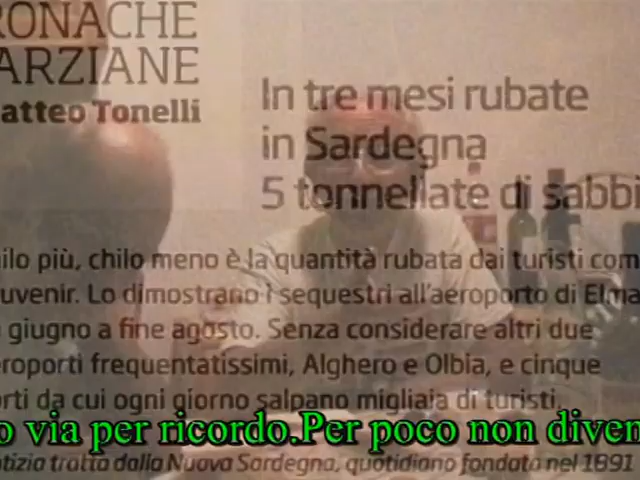 RONACHE
ARZIANE
atteo Tonelli
In tre mesi rubate
in Sardegna
5 tonnellate di sabbi
ilo più, chilo meno è la quantità rubata dai turisti com
uvenir. Lo dimostrano i sequestri all'aeroporto di Elma
giugno a fine agosto. Senza considerare altri due
eroporti frequentatissimi, Alghero e Olbia, e cinque
rti da cui ogni giorno salpano migliaia di turisti.
o via per ricordo.Per poco non diven
otizia tratta dalla Nuova Sardegna, quotidiano fondato nel 1891